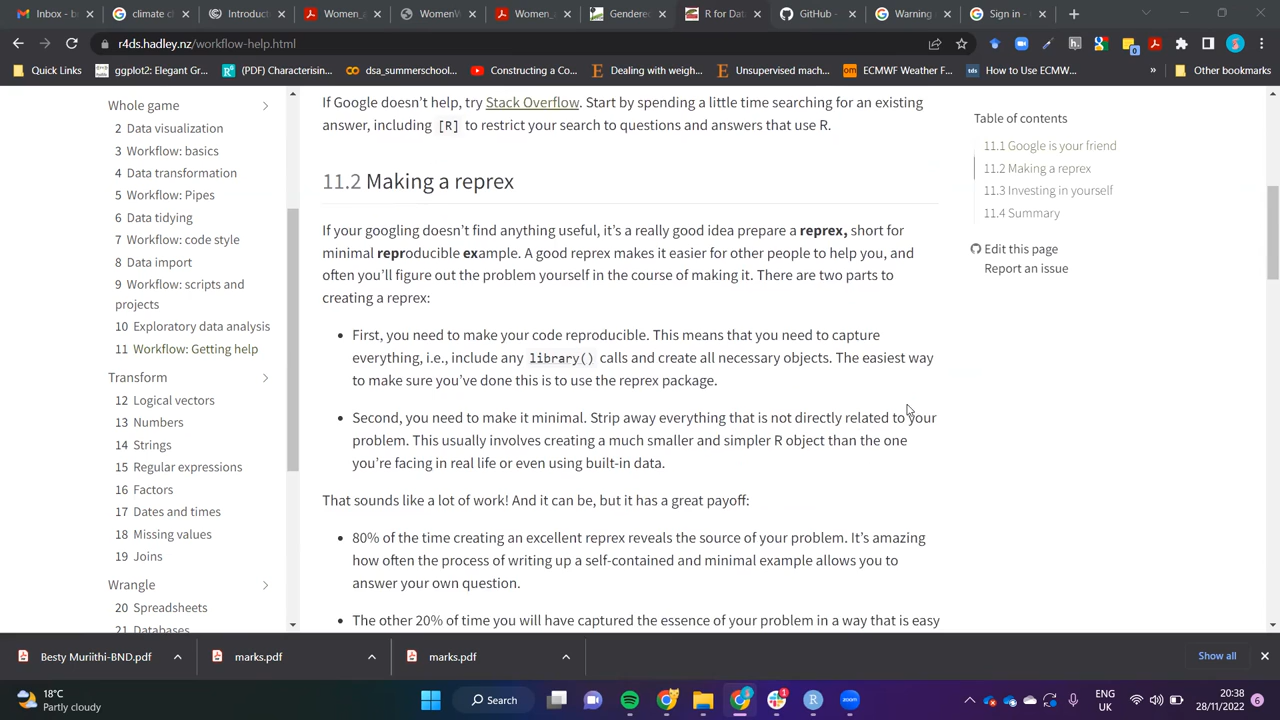 Inbox - b
climate cl
Introduct
Women_
Women's
Women_
Gendered
R for Dat
GitHub -
Warning
Sign in -
r4ds.hadley.nz/workflow-help.html
Quick Links
ggplot2: Elegant Gr...
(PDF) Characterisin...
dsa_summerschool...
Constructing a Co...
Dealing with weigh...
Unsupervised mach...
ECMWF Weather F...
How to Use ECMW...
»
Other bookmarks
Whole game
2 Data visualization
3 Workflow: basics
4 Data transformation
5 Workflow: Pipes
6 Data tidying
7 Workflow: code style
8 Data import
9 Workflow: scripts and
projects
10 Exploratory data analysis
11 Workflow: Getting help
Transform
12 Logical vectors
13 Numbers
14 Strings
15 Regular expressions
16 Factors
17 Dates and times
18 Missing values
19 Joins
Wrangle
20 Spreadsheets
21 Databases
If Google doesn't help, try Stack Overflow. Start by spending a little time searching for an existing
answer, including [R] to restrict your search to questions and answers that use R.
11.2 Making a reprex
If your googling doesn't find anything useful, it's a really good idea prepare a reprex, short for
minimal reproducible example. A good reprex makes it easier for other people to help you, and
often you'll figure out the problem yourself in the course of making it. There are two parts to
creating a reprex:
• First, you need to make your code reproducible. This means that you need to capture
everything, i.e., include any library() calls and create all necessary objects. The easiest way
to make sure you've done this is to use the reprex package.
• Second, you need to make it minimal. Strip away everything that is not directly related to your
problem. This usually involves creating a much smaller and simpler R object than the one
you're facing in real life or even using built-in data.
That sounds like a lot of work! And it can be, but it has a great payoff:
• 80% of the time creating an excellent reprex reveals the source of your problem. It's amazing
how often the process of writing up a self-contained and minimal example allows you to
answer your own question.
• The other 20% of time you will have captured the essence of your problem in a way that is easy
Table of contents
11.1 Google is your friend
11.2 Making a reprex
11.3 Investing in yourself
11.4 Summary
Edit this page
Report an issue
Besty Muriithi-BND.pdf
marks.pdf
marks.pdf
Show all
18°C
Partly cloudy
Search
ENG
UK
20:38
28/11/2022
6